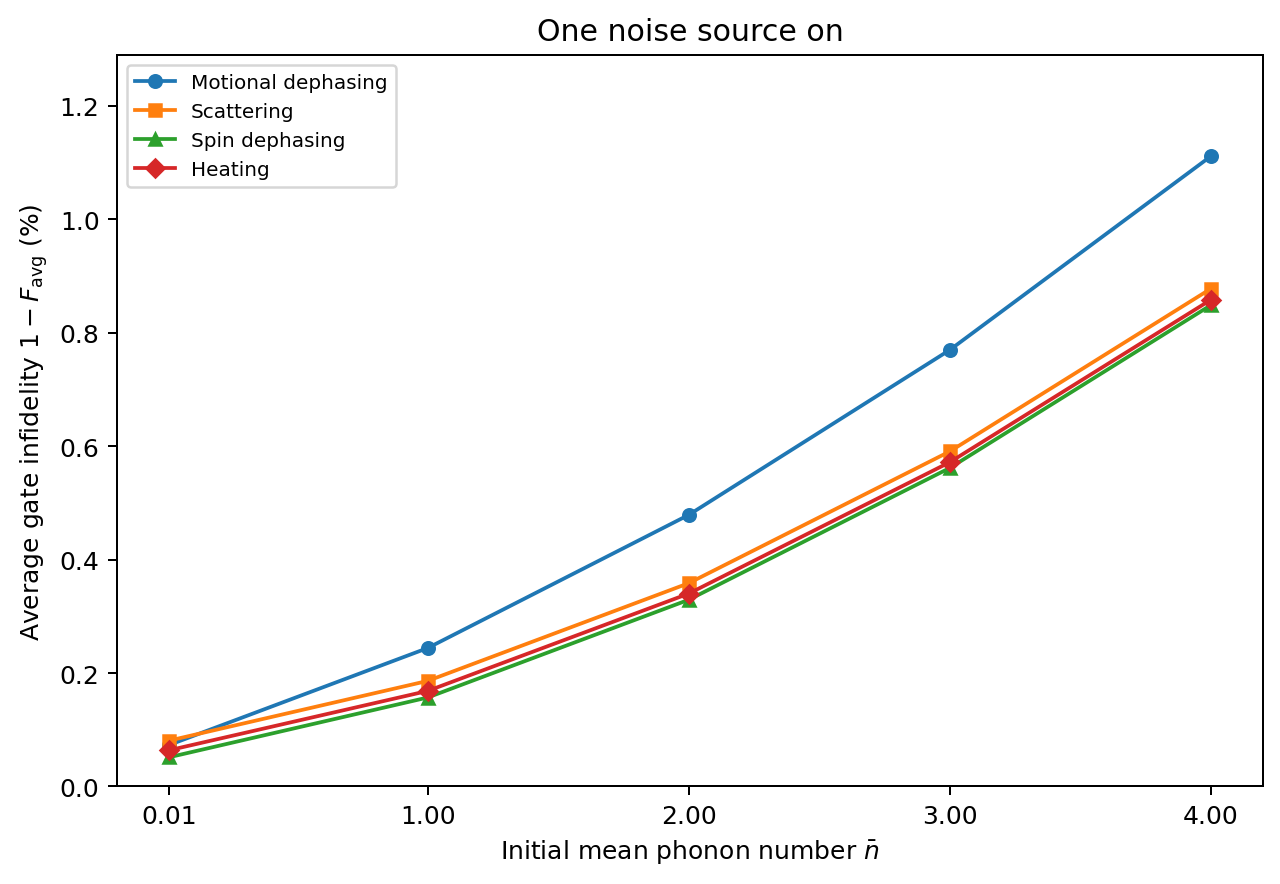 One noise source on
Motional dephasing
Scattering
Spin dephasing
Heating
Average gate infidelity 1 − F_avg (%)
1.2
1.0
0.8
0.6
0.4
0.2
0.0
0.01 1.00 2.00 3.00 4.00
Initial mean phonon number n̄